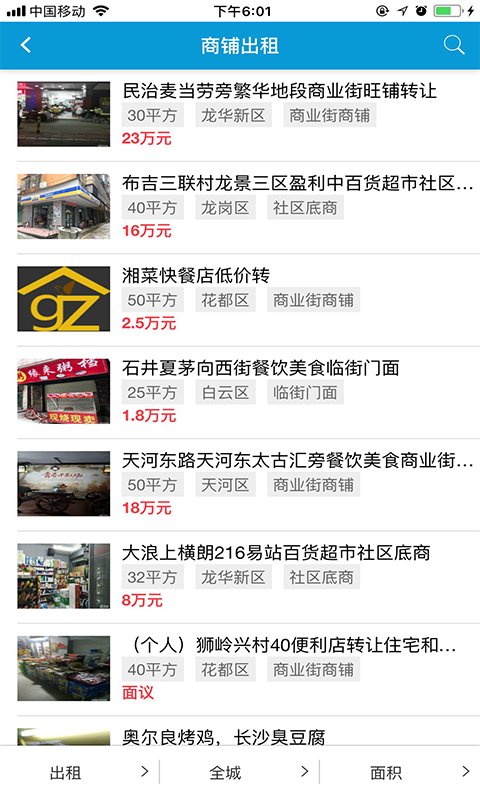 中国移动
下午6:01
商铺出租
民治麦当劳旁繁华地段商业街旺铺转让
30平方 龙华新区 商业街商铺
23万元
布吉三联村龙景三区盈利中百货超市社区...
40平方 龙岗区 社区底商
16万元
gz
湘菜快餐店低价转
50平方 花都区 商业街商铺
2.5万元
石井夏茅向西街餐饮美食临街门面
缘来粥档
现烧现卖
25平方 白云区 临街门面
1.8万元
天河东路天河东太古汇旁餐饮美食商业街...
50平方 天河区 商业街商铺
18万元
大浪上横朗216易站百货超市社区底商
32平方 龙华新区 社区底商
8万元
（个人）狮岭兴村40便利店转让住宅和...
40平方 花都区 商业街商铺
面议
奥尔良烤鸡，长沙臭豆腐
出租 全城 面积